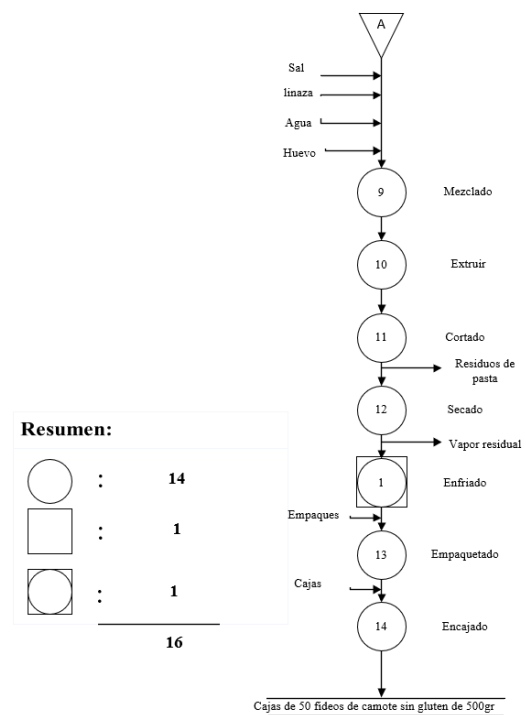 A
Sal
linaza
Agua
Huevo
9 Mezclado
10 Extruir
11 Cortado
Residuos de
pasta
12 Secado
Vapor residual
1 Enfriado
Empaques
13 Empaquetado
Cajas
14 Encajado
Cajas de 50 fideos de camote sin gluten de 500gr
Resumen:
: 14
: 1
: 1
16